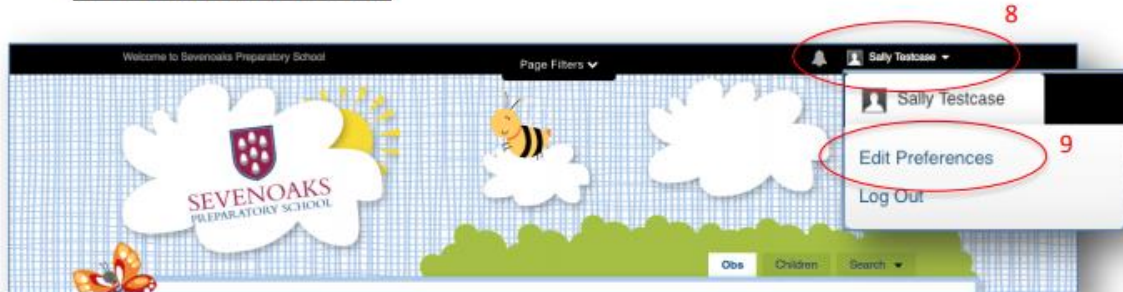 8
Welcome to Sevenoaks Preparatory School
Page Filters
Sally Testcase
Sally Testcase
Edit Preferences
9
Log Out
SEVENOAKS
PREPARATORY SCHOOL
Obs Children Search